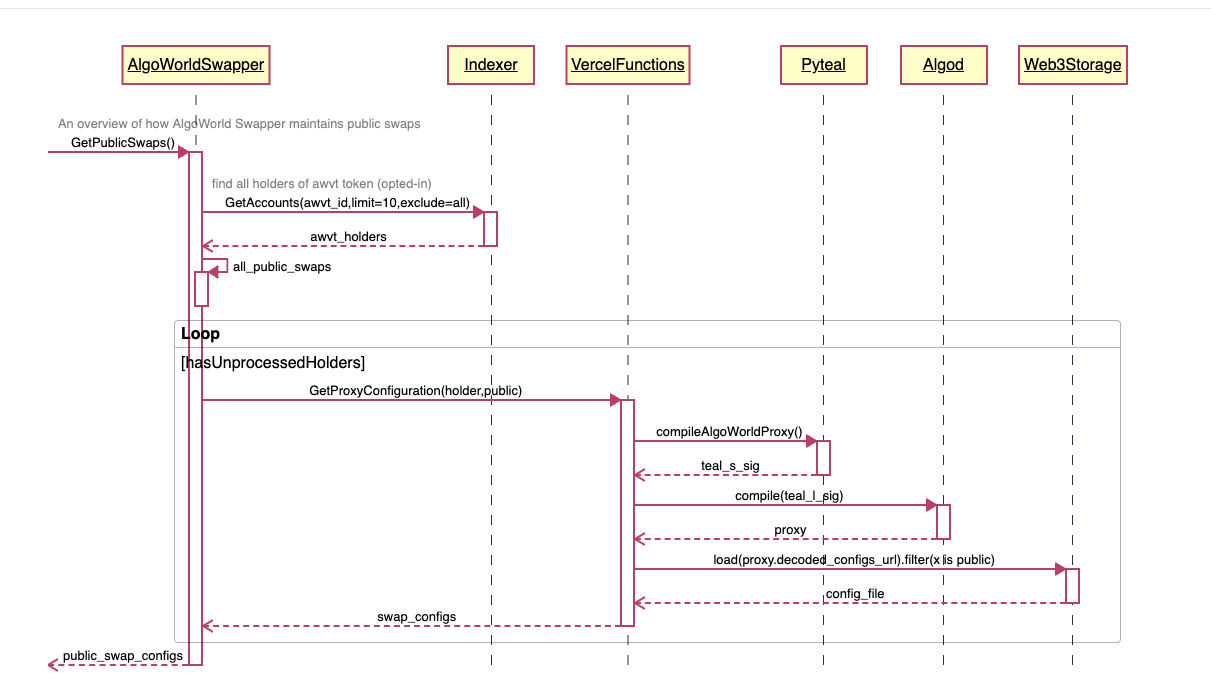 AlgoWorldSwapper
Indexer
VercelFunctions
Pyteal
Algod
Web3Storage
An overview of how AlgoWorld Swapper maintains public swaps
GetPublicSwaps()
find all holders of awvt token (opted-in)
GetAccounts(awvt_id,limit=10,exclude=all)
awvt_holders
all_public_swaps
Loop
[hasUnprocessedHolders]
GetProxyConfiguration(holder,public)
compileAlgoWorldProxy()
teal_s_sig
compile(teal_l_sig)
proxy
load(proxy.decoded_configs_url).filter(x is public)
config_file
swap_configs
public_swap_configs